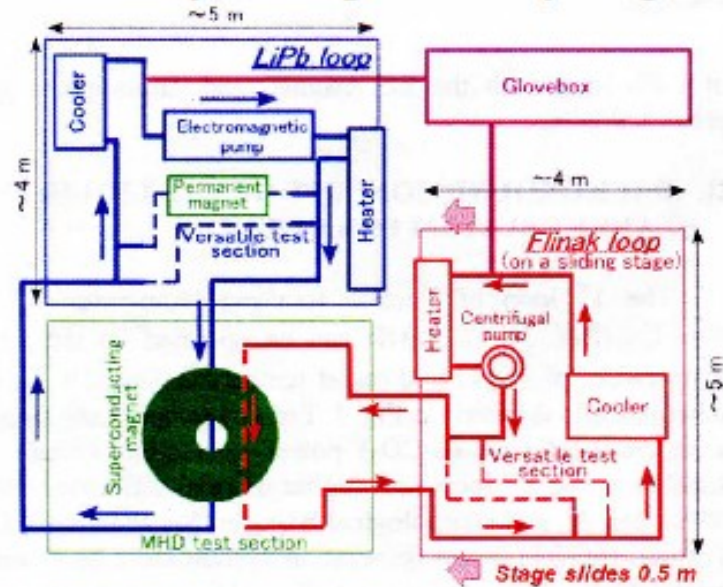 ~5 m
LiPb loop
Cooler
Electromagnetic
pump
Glovebox
~4 m
Permanent
magnet
Heater
Versatile test
section
~4 m
Flinak loop
(on a sliding stage)
Heater
Centrifugal
pump
Superconducting
magnet
Cooler
~5 m
Versatile test
section
MHD test section
Stage slides 0.5 m